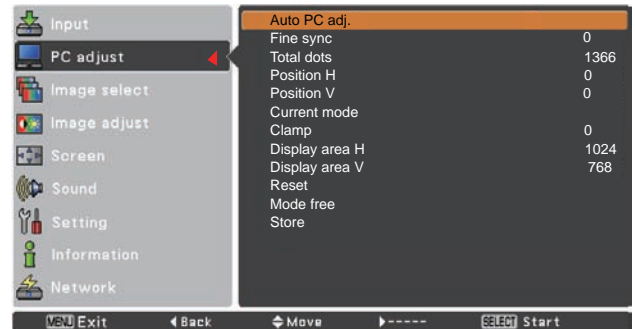 Input
PC adjust
Image select
Image adjust
Screen
Sound
Setting
Information
Network
Auto PC adj.
Fine sync 0
Total dots 1366
Position H 0
Position V 0
Current mode
Clamp 0
Display area H 1024
Display area V 768
Reset
Mode free
Store
MENU Exit Back Move ----- SELECT Start